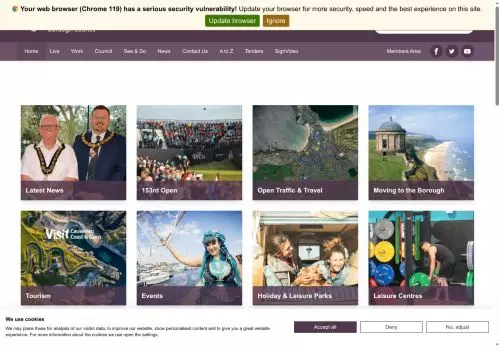 Your web browser (Chrome 119) has a serious security vulnerability! Update your browser for more security, speed and the best experience on this site.
Update browser Ignore
Borough Council
Home Live Work Council See & Do News Contact Us A to Z Tenders SignVideo Members Area
OPEN
Latest News 153rd Open Open Traffic & Travel Moving to the Borough
Visit Causeway
Coast & Glens
Tourism Events Holiday & Leisure Parks Leisure Centres
We use cookies
We may place these for analysis of our visitor data, to improve our website, show personalised content and to give you a great website
experience. For more information about the cookies we use open the settings.
Accept all Deny No, adjust